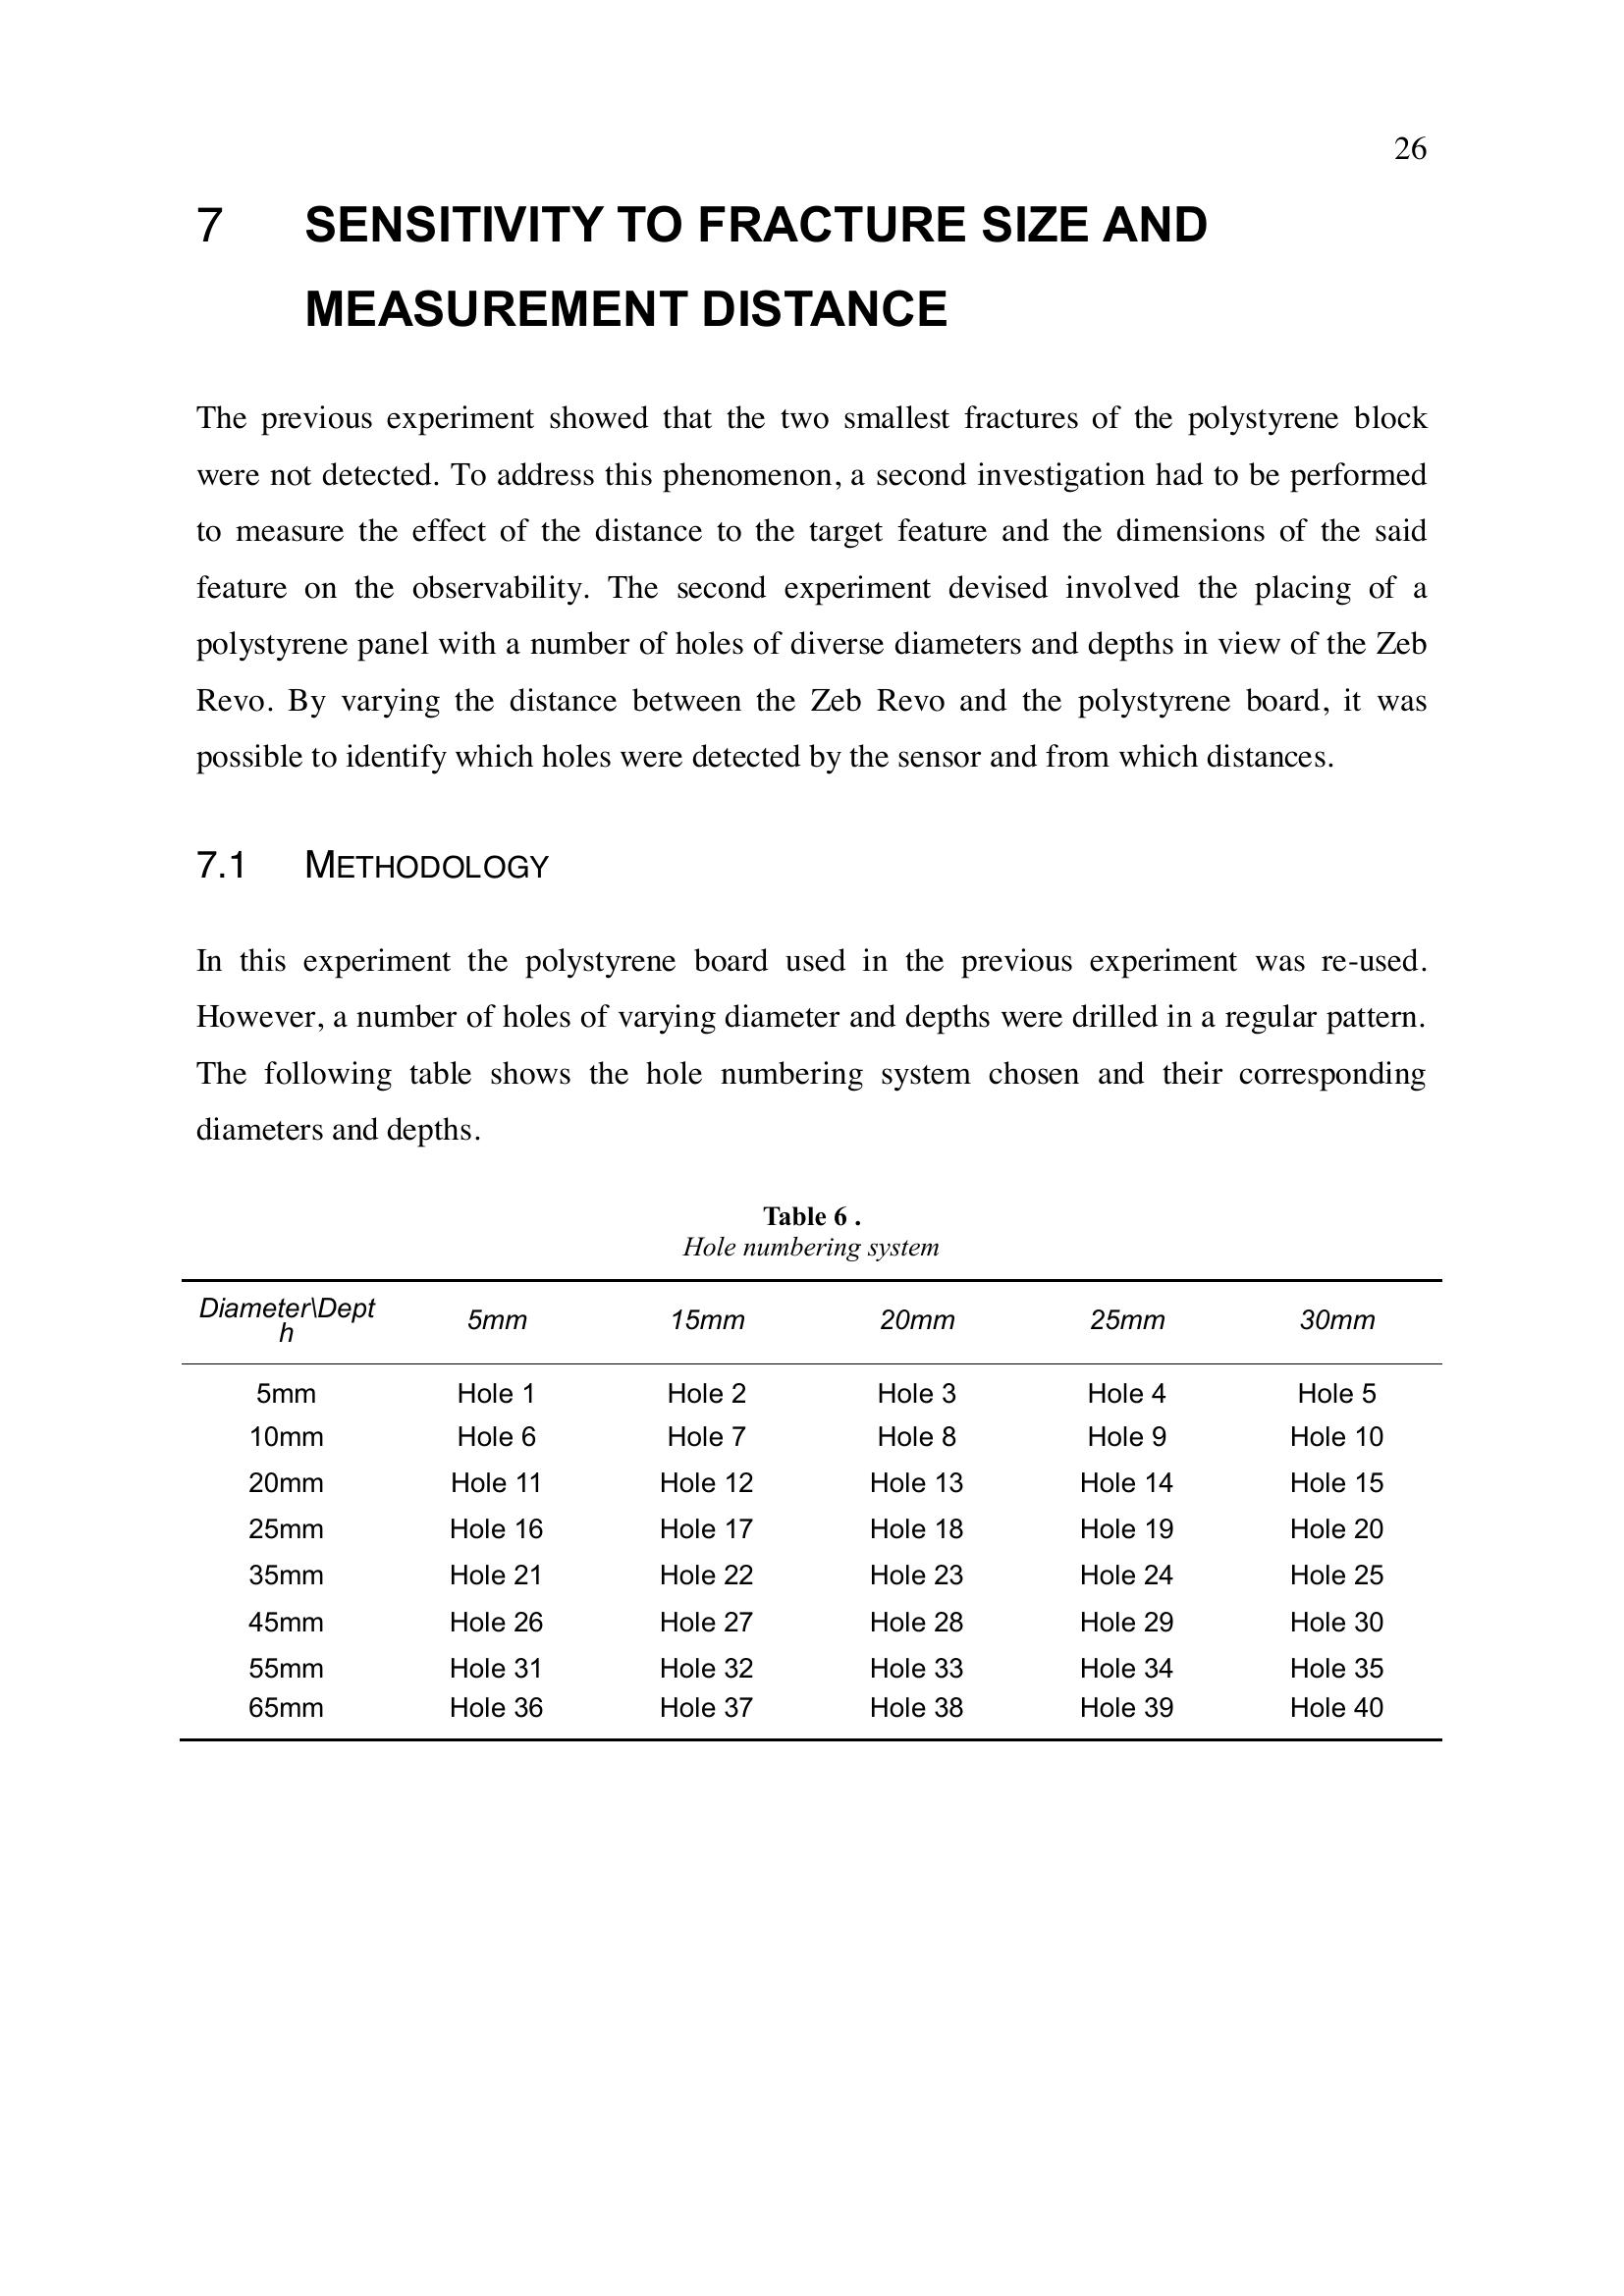 26
7 SENSITIVITY TO FRACTURE SIZE AND
MEASUREMENT DISTANCE
The previous experiment showed that the two smallest fractures of the polystyrene block
were not detected. To address this phenomenon, a second investigation had to be performed
to measure the effect of the distance to the target feature and the dimensions of the said
feature on the observability. The second experiment devised involved the placing of a
polystyrene panel with a number of holes of diverse diameters and depths in view of the Zeb
Revo. By varying the distance between the Zeb Revo and the polystyrene board, it was
possible to identify which holes were detected by the sensor and from which distances.
7.1 METHODOLOGY
In this experiment the polystyrene board used in the previous experiment was re-used.
However, a number of holes of varying diameter and depths were drilled in a regular pattern.
The following table shows the hole numbering system chosen and their corresponding
diameters and depths.
Table 6 .
Hole numbering system
Diameter\Dept
h 5mm 15mm 20mm 25mm 30mm
5mm Hole 1 Hole 2 Hole 3 Hole 4 Hole 5
10mm Hole 6 Hole 7 Hole 8 Hole 9 Hole 10
20mm Hole 11 Hole 12 Hole 13 Hole 14 Hole 15
25mm Hole 16 Hole 17 Hole 18 Hole 19 Hole 20
35mm Hole 21 Hole 22 Hole 23 Hole 24 Hole 25
45mm Hole 26 Hole 27 Hole 28 Hole 29 Hole 30
55mm Hole 31 Hole 32 Hole 33 Hole 34 Hole 35
65mm Hole 36 Hole 37 Hole 38 Hole 39 Hole 40